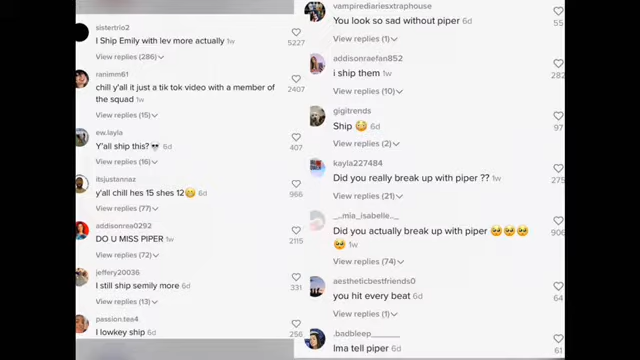 sistertrio2
I Ship Emily with lev more actually 1w
5227
View replies (286)
ranimm61
chill y'all it just a tik tok video with a member of
the squad 1w
2407
View replies (15)
ew.layla
Y'all ship this?💀 6d
407
View replies (16)
itsjustannaz
y'all chill hes 15 shes 12😬 6d
966
View replies (77)
addisonrea0292
DO U MISS PIPER 1w
2115
View replies (72)
jeffery20036
I still ship semily more 6d
331
View replies (13)
passion.tea4
I lowkey ship 6d
256
vampirediariesxtraphouse
You look so sad without piper 6d
55
View replies (1)
addisonraefan852
i ship them 1w
282
View replies (10)
gigitrends
Ship 😳 6d
97
View replies (2)
kayla227484
Did you really break up with piper ?? 1w
275
View replies (21)
_._mia_isabelle._.
Did you actually break up with piper 🥺🥺🥺
🥺 1w
906
View replies (74)
aestheticbestfriends0
you hit every beat 6d
64
View replies (1)
.badbleep______
Ima tell piper 6d
61